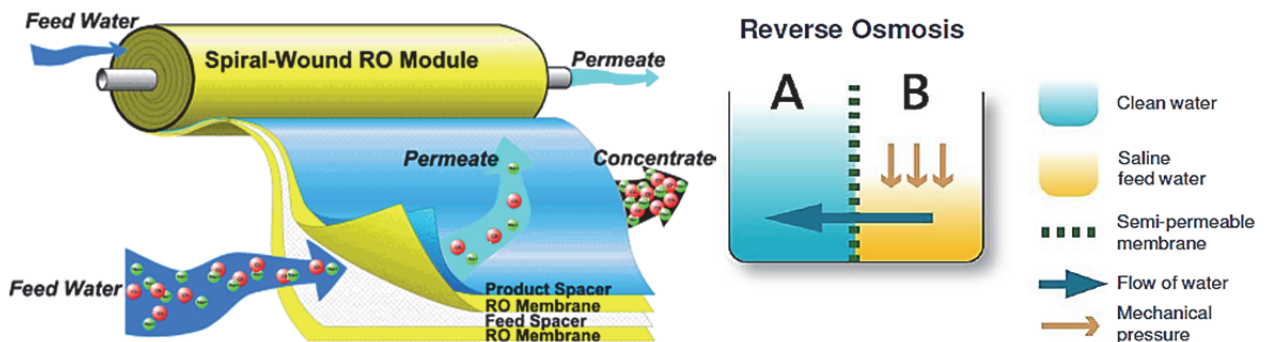 Feed Water
Spiral-Wound RO Module
Permeate
Permeate
Concentrate
Feed Water
Product Spacer
RO Membrane
Feed Spacer
RO Membrane
Reverse Osmosis
A
B
Clean water
Saline
feed water
Semi-permeable
membrane
Flow of water
Mechanical
pressure